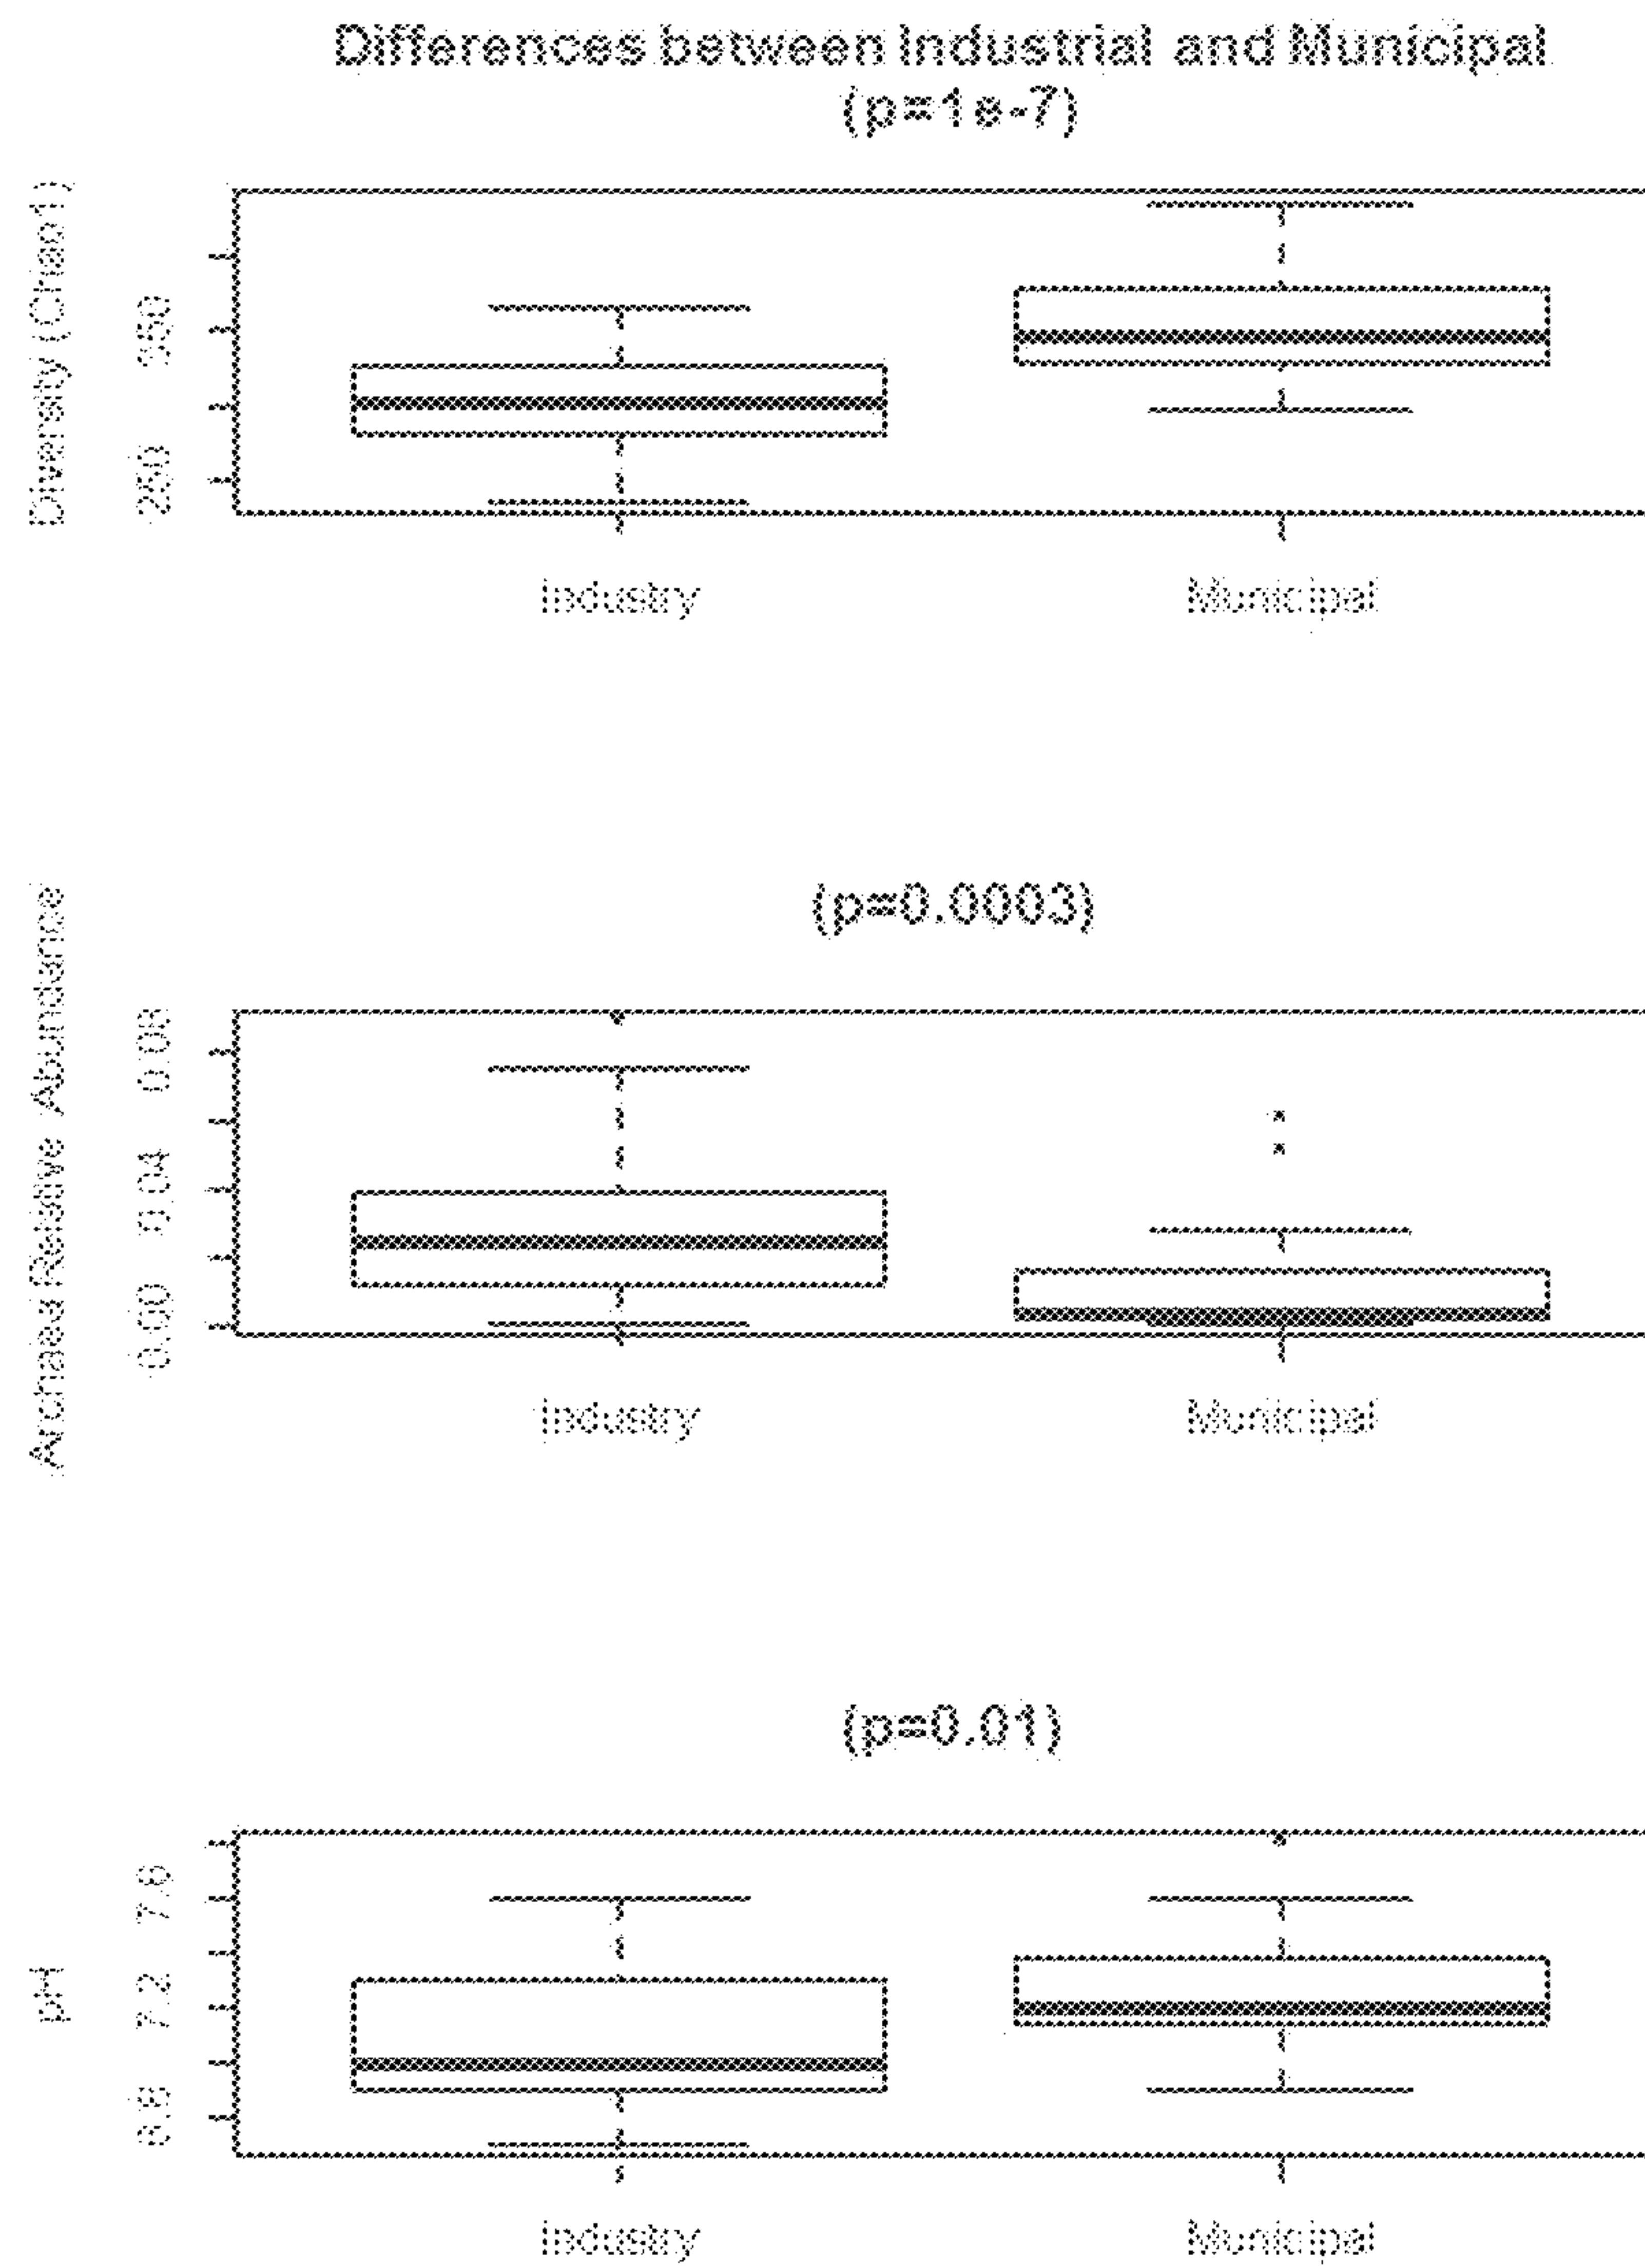 Differences between Industrial and Municipal
(p=1e-7)
Diversity (Chao1)
350
250
Industry
Municipal
(p=0.0003)
Archaea Relative Abundance
0.08
0.04
0.00
Industry
Municipal
(p=0.01)
pH
7.6
7.2
6.8
Industry
Municipal